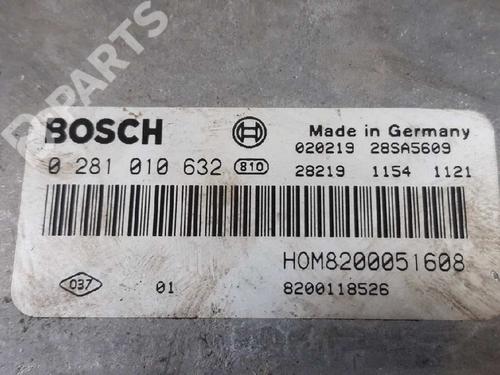 B-PARTS
BOSCH
Made in Germany
020219 28SA5609
0 281 010 632 810
28219 1154 1121
HOM8200051608
037 01 8200118526